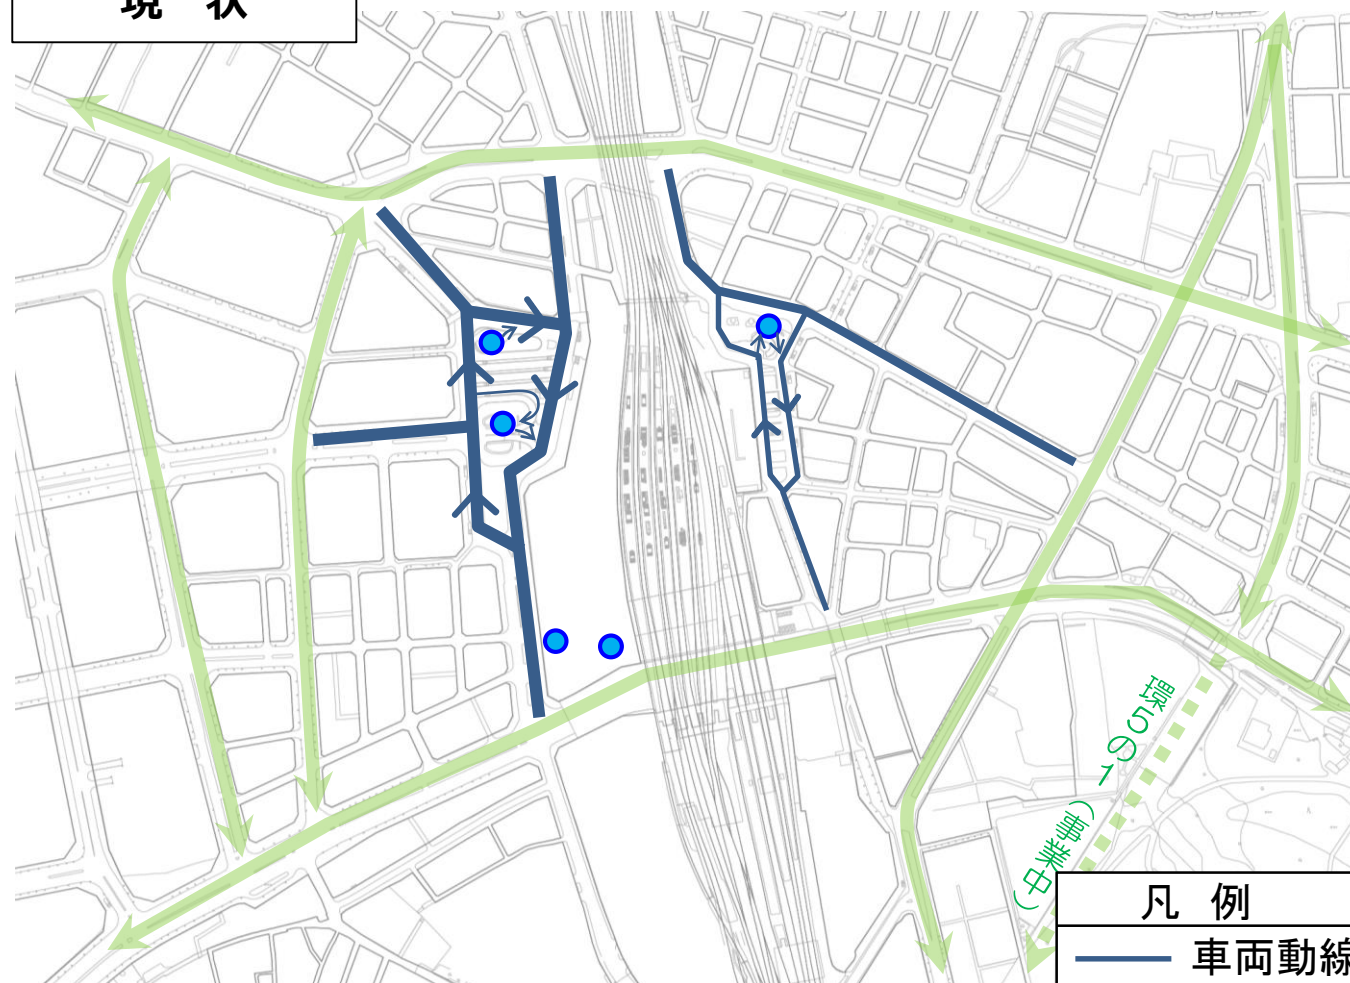 現 状
環5の1(事業中)
凡 例
車両動線